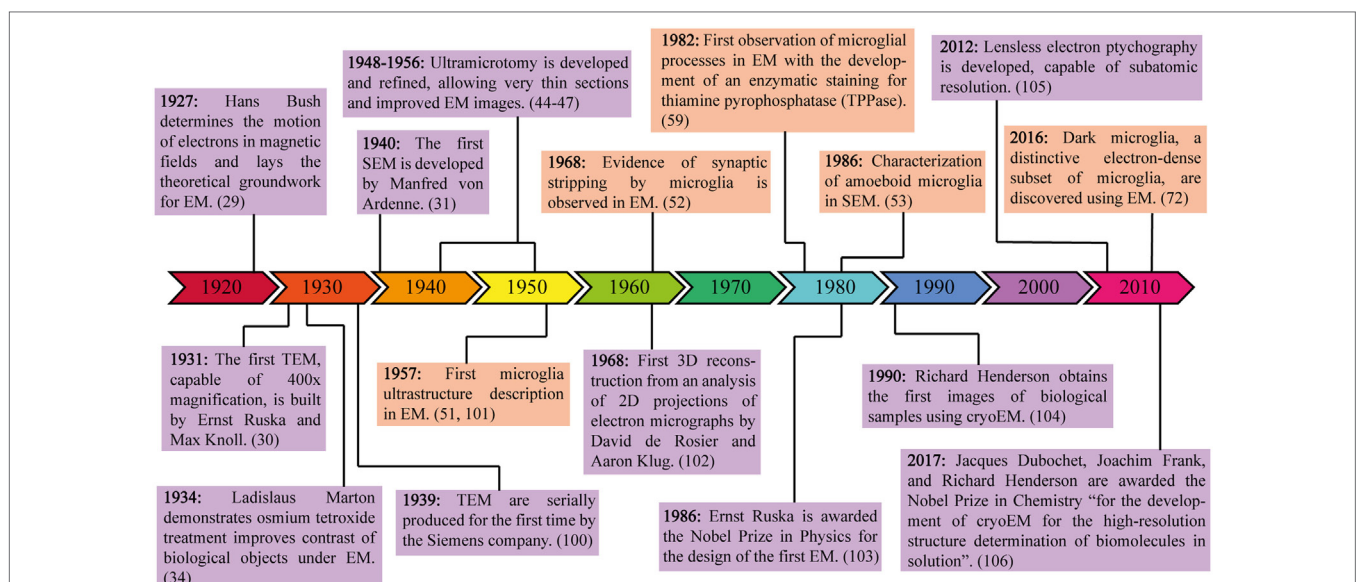 1927: Hans Bush
determines the motion
of electrons in magnetic
fields and lays the
theoretical groundwork
for EM. (29)
1948-1956: Ultramicrotomy is developed
and refined, allowing very thin sections
and improved EM images. (44-47)
1940: The first
SEM is developed
by Manfred von
Ardenne. (31)
1968: Evidence of synaptic
stripping by microglia is
observed in EM. (52)
1982: First observation of microglial
processes in EM with the develop-
ment of an enzymatic staining for
thiamine pyrophosphatase (TPPase).
(59)
1986: Characterization
of amoeboid microglia
in SEM. (53)
2012: Lensless electron ptychography
is developed, capable of subatomic
resolution. (105)
2016: Dark microglia, a
distinctive electron-dense
subset of microglia, are
discovered using EM. (72)
1920 1930 1940 1950 1960 1970 1980 1990 2000 2010
1931: The first TEM,
capable of 400x
magnification, is built
by Ernst Ruska and
Max Knoll. (30)
1934: Ladislaus Marton
demonstrates osmium tetroxide
treatment improves contrast of
biological objects under EM.
(34)
1957: First microglia
ultrastructure description
in EM. (51, 101)
1939: TEM are serially
produced for the first time by
the Siemens company. (100)
1968: First 3D recons-
truction from an analysis
of 2D projections of
electron micrographs by
David de Rosier and
Aaron Klug. (102)
1986: Ernst Ruska is awarded
the Nobel Prize in Physics for
the design of the first EM. (103)
1990: Richard Henderson obtains
the first images of biological
samples using cryoEM. (104)
2017: Jacques Dubochet, Joachim Frank,
and Richard Henderson are awarded the
Nobel Prize in Chemistry “for the develop-
ment of cryoEM for the high-resolution
structure determination of biomolecules in
solution”. (106)